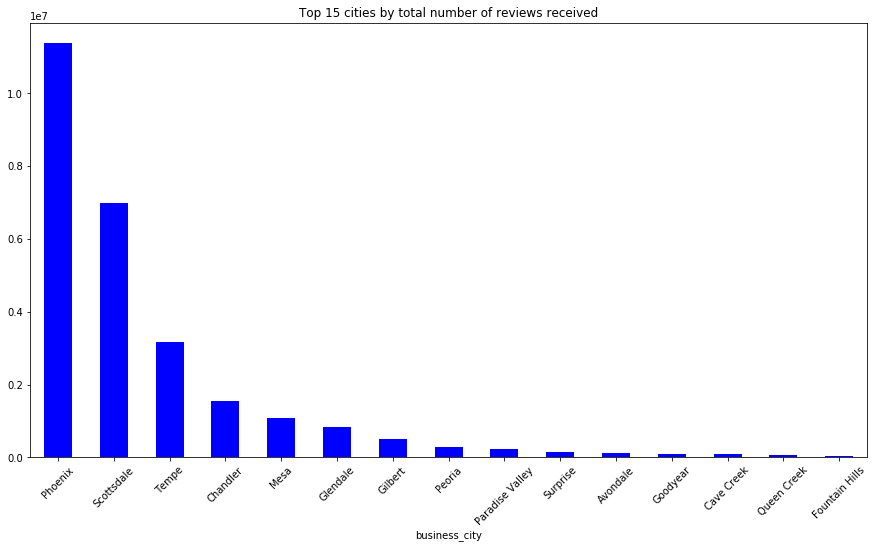 Top 15 cities by total number of reviews received
1e7
1.0
0.8
0.6
0.4
0.2
0.0
Phoenix
Scottsdale
Tempe
Chandler
Mesa
Glendale
Gilbert
Peoria
Paradise Valley
Surprise
Avondale
Goodyear
Cave Creek
Queen Creek
Fountain Hills
business_city